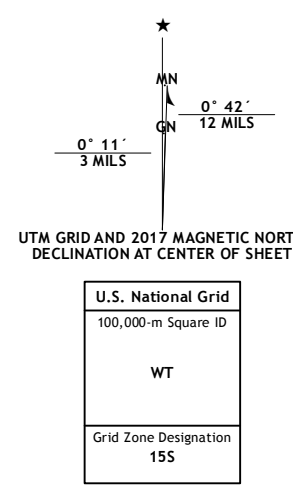 ★
MN
0° 42´
12 MILS
GN
0° 11´
3 MILS
UTM GRID AND 2017 MAGNETIC NORT
DECLINATION AT CENTER OF SHEET
U.S. National Grid
100,000-m Square ID
WT
Grid Zone Designation
15S